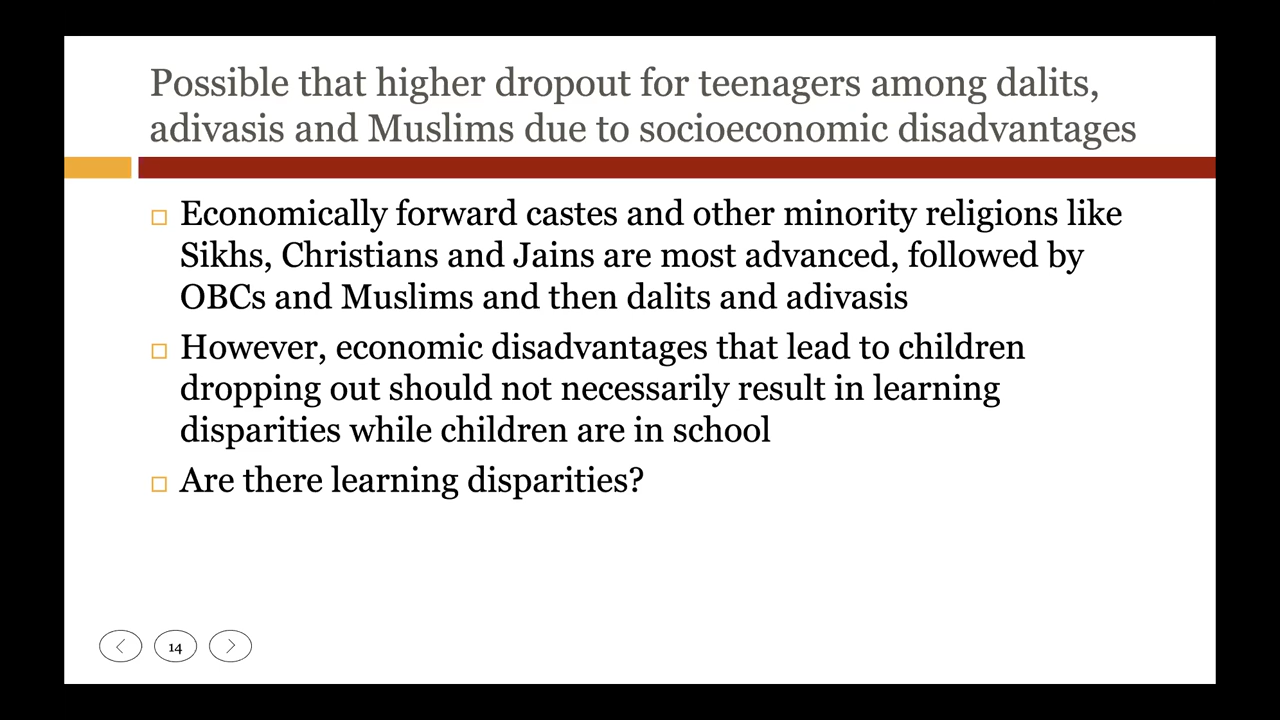 Possible that higher dropout for teenagers among dalits,
adivasis and Muslims due to socioeconomic disadvantages
Economically forward castes and other minority religions like
Sikhs, Christians and Jains are most advanced, followed by
OBCs and Muslims and then dalits and adivasis
However, economic disadvantages that lead to children
dropping out should not necessarily result in learning
disparities while children are in school
Are there learning disparities?
14